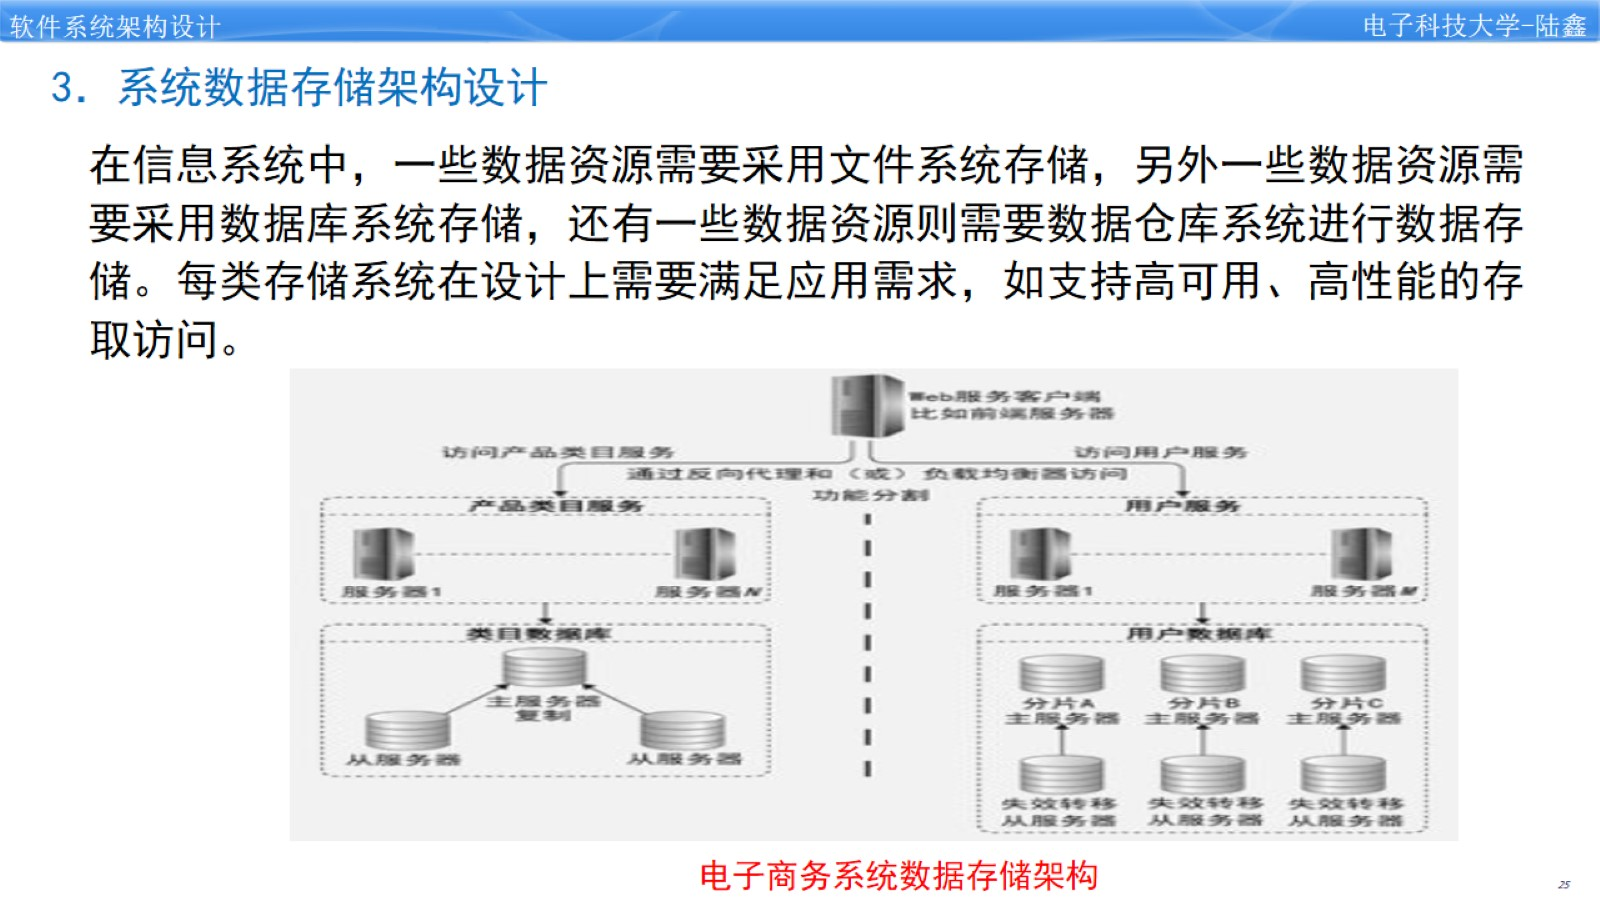 软件系统架构设计
电子科技大学-陆鑫
3. 系统数据存储架构设计
在信息系统中，一些数据资源需要采用文件系统存储，另外一些数据资源需
要采用数据库系统存储，还有一些数据资源则需要数据仓库系统进行数据存
储。每类存储系统在设计上需要满足应用需求，如支持高可用、高性能的存
取访问。
Web服务客户端
比如前端服务器
访问产品类目服务
访问用户服务
通过反向代理和（或）负载均衡器访问
功能分割
产品类目服务
服务器1
服务器N
用户服务
服务器1
服务器M
类目数据库
主服务器
复制
从服务器
从服务器
用户数据库
分片A
主服务器
分片B
主服务器
分片C
主服务器
失效转移
从服务器
失效转移
从服务器
失效转移
从服务器
电子商务系统数据存储架构
25